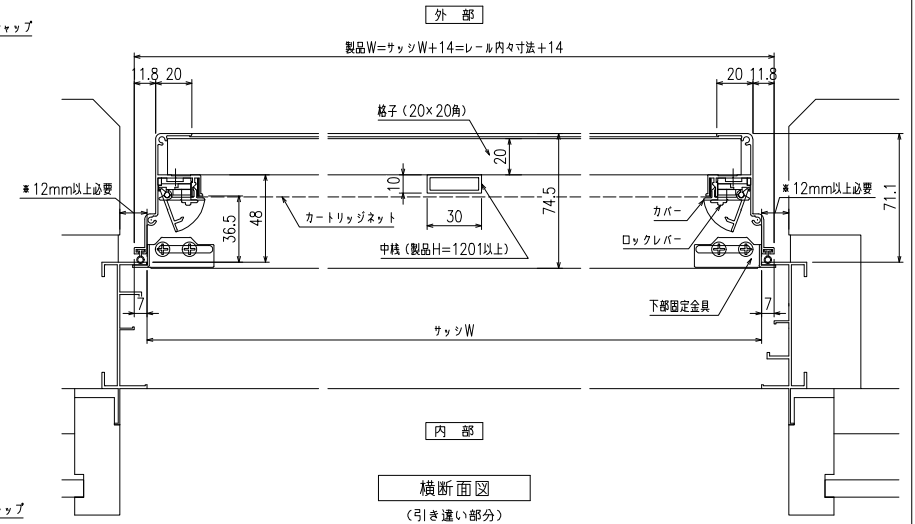 外 部
ャップ
製品W=サッシW+14=レール内々寸法+14
11.8 20
20 11.8
格子(20×20角)
20
10
74.5
71.1
※12mm以上必要
※12mm以上必要
36.5
48
カートリッジネット
30
カバー
ロックレバー
中桟(製品H=1201以上)
下部固定金具
7
7
サッシW
内 部
横断面図
(引き違い部分)
ャップ